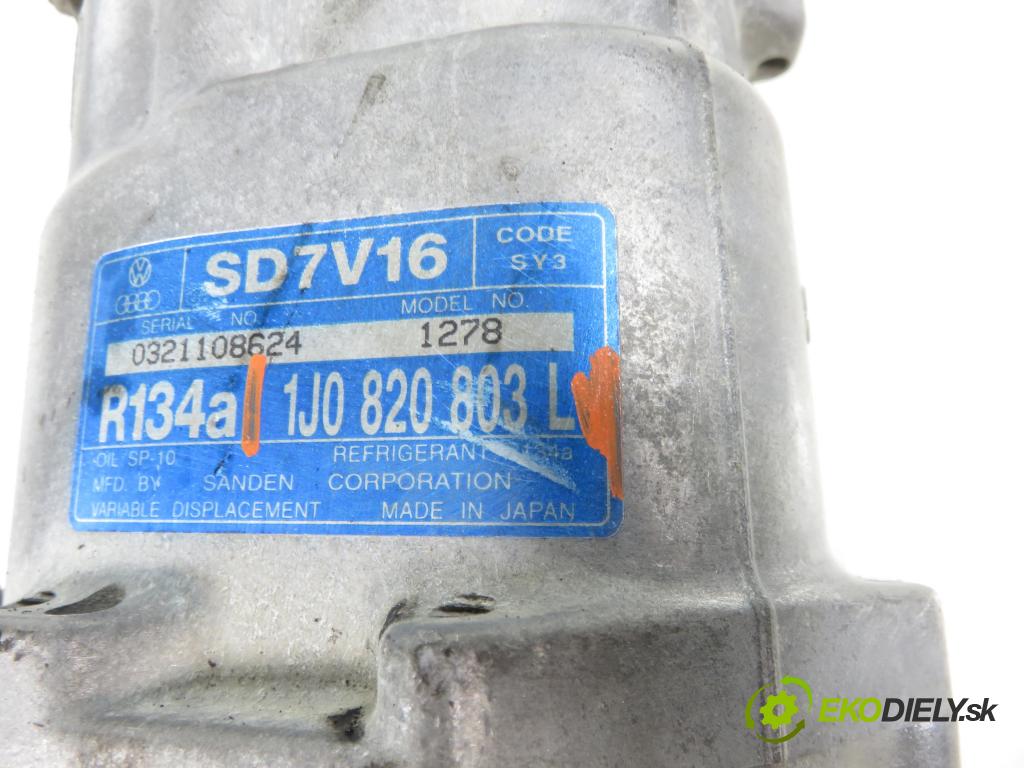 SD7V16
CODE
SY3
SERIAL NO. MODEL NO.
0321108624 1278
R134a 1J0 820 803 L
OIL SP-10 REFRIGERANT
MFD. BY SANDEN CORPORATION
VARIABLE DISPLACEMENT MADE IN JAPAN
EKODIELY.sk